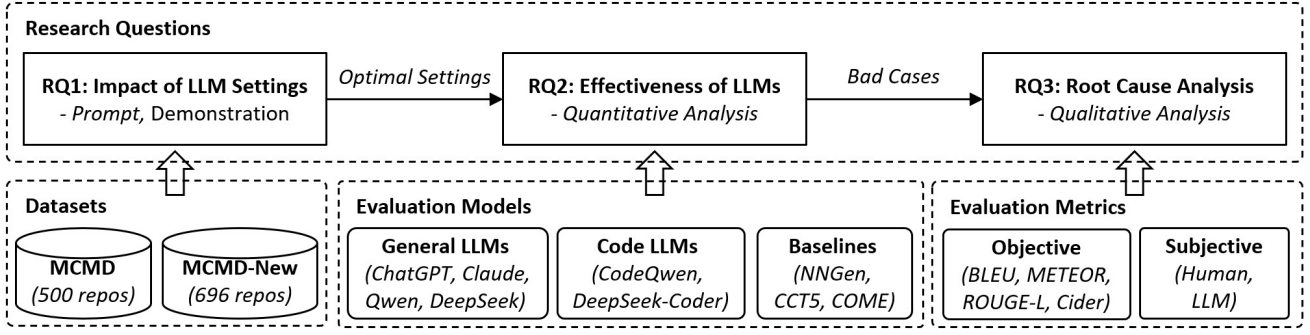 Research Questions
RQ1: Impact of LLM Settings
- Prompt, Demonstration
Optimal Settings
RQ2: Effectiveness of LLMs
- Quantitative Analysis
Bad Cases
RQ3: Root Cause Analysis
- Qualitative Analysis
Datasets
MCMD
(500 repos)
MCMD-New
(696 repos)
Evaluation Models
General LLMs
(ChatGPT, Claude,
Qwen, DeepSeek)
Code LLMs
(CodeQwen,
DeepSeek-Coder)
Baselines
(NNGen,
CCT5, COME)
Evaluation Metrics
Objective
(BLEU, METEOR,
ROUGE-L, Cider)
Subjective
(Human,
LLM)